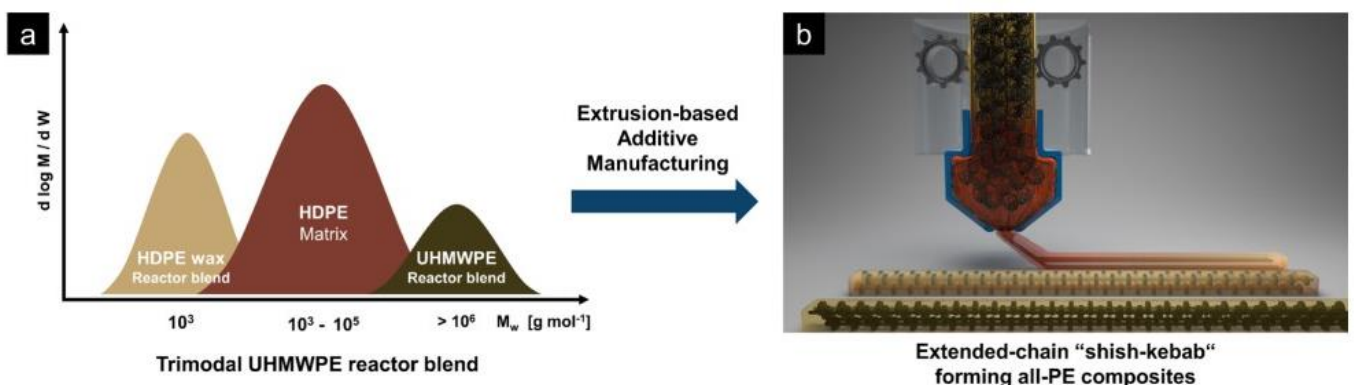 a
d log M / d W
HDPE wax
Reactor blend
HDPE
Matrix
UHMWPE
Reactor blend
10³
10³ - 10⁵
> 10⁶
M_w [g mol⁻¹]
Trimodal UHMWPE reactor blend
Extrusion-based
Additive
Manufacturing
b
Extended-chain “shish-kebab“
forming all-PE composites